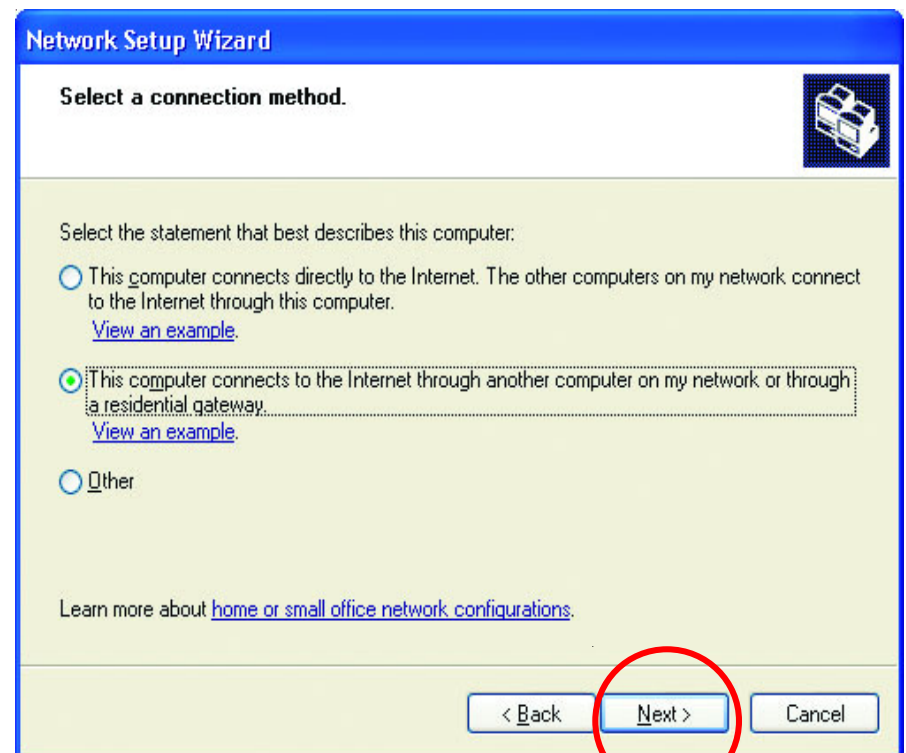 Network Setup Wizard
Select a connection method.
Select the statement that best describes this computer:
This computer connects directly to the Internet. The other computers on my network connect
to the Internet through this computer.
View an example.
This computer connects to the Internet through another computer on my network or through
a residential gateway.
View an example.
Other
Learn more about home or small office network configurations.
< Back
Next >
Cancel